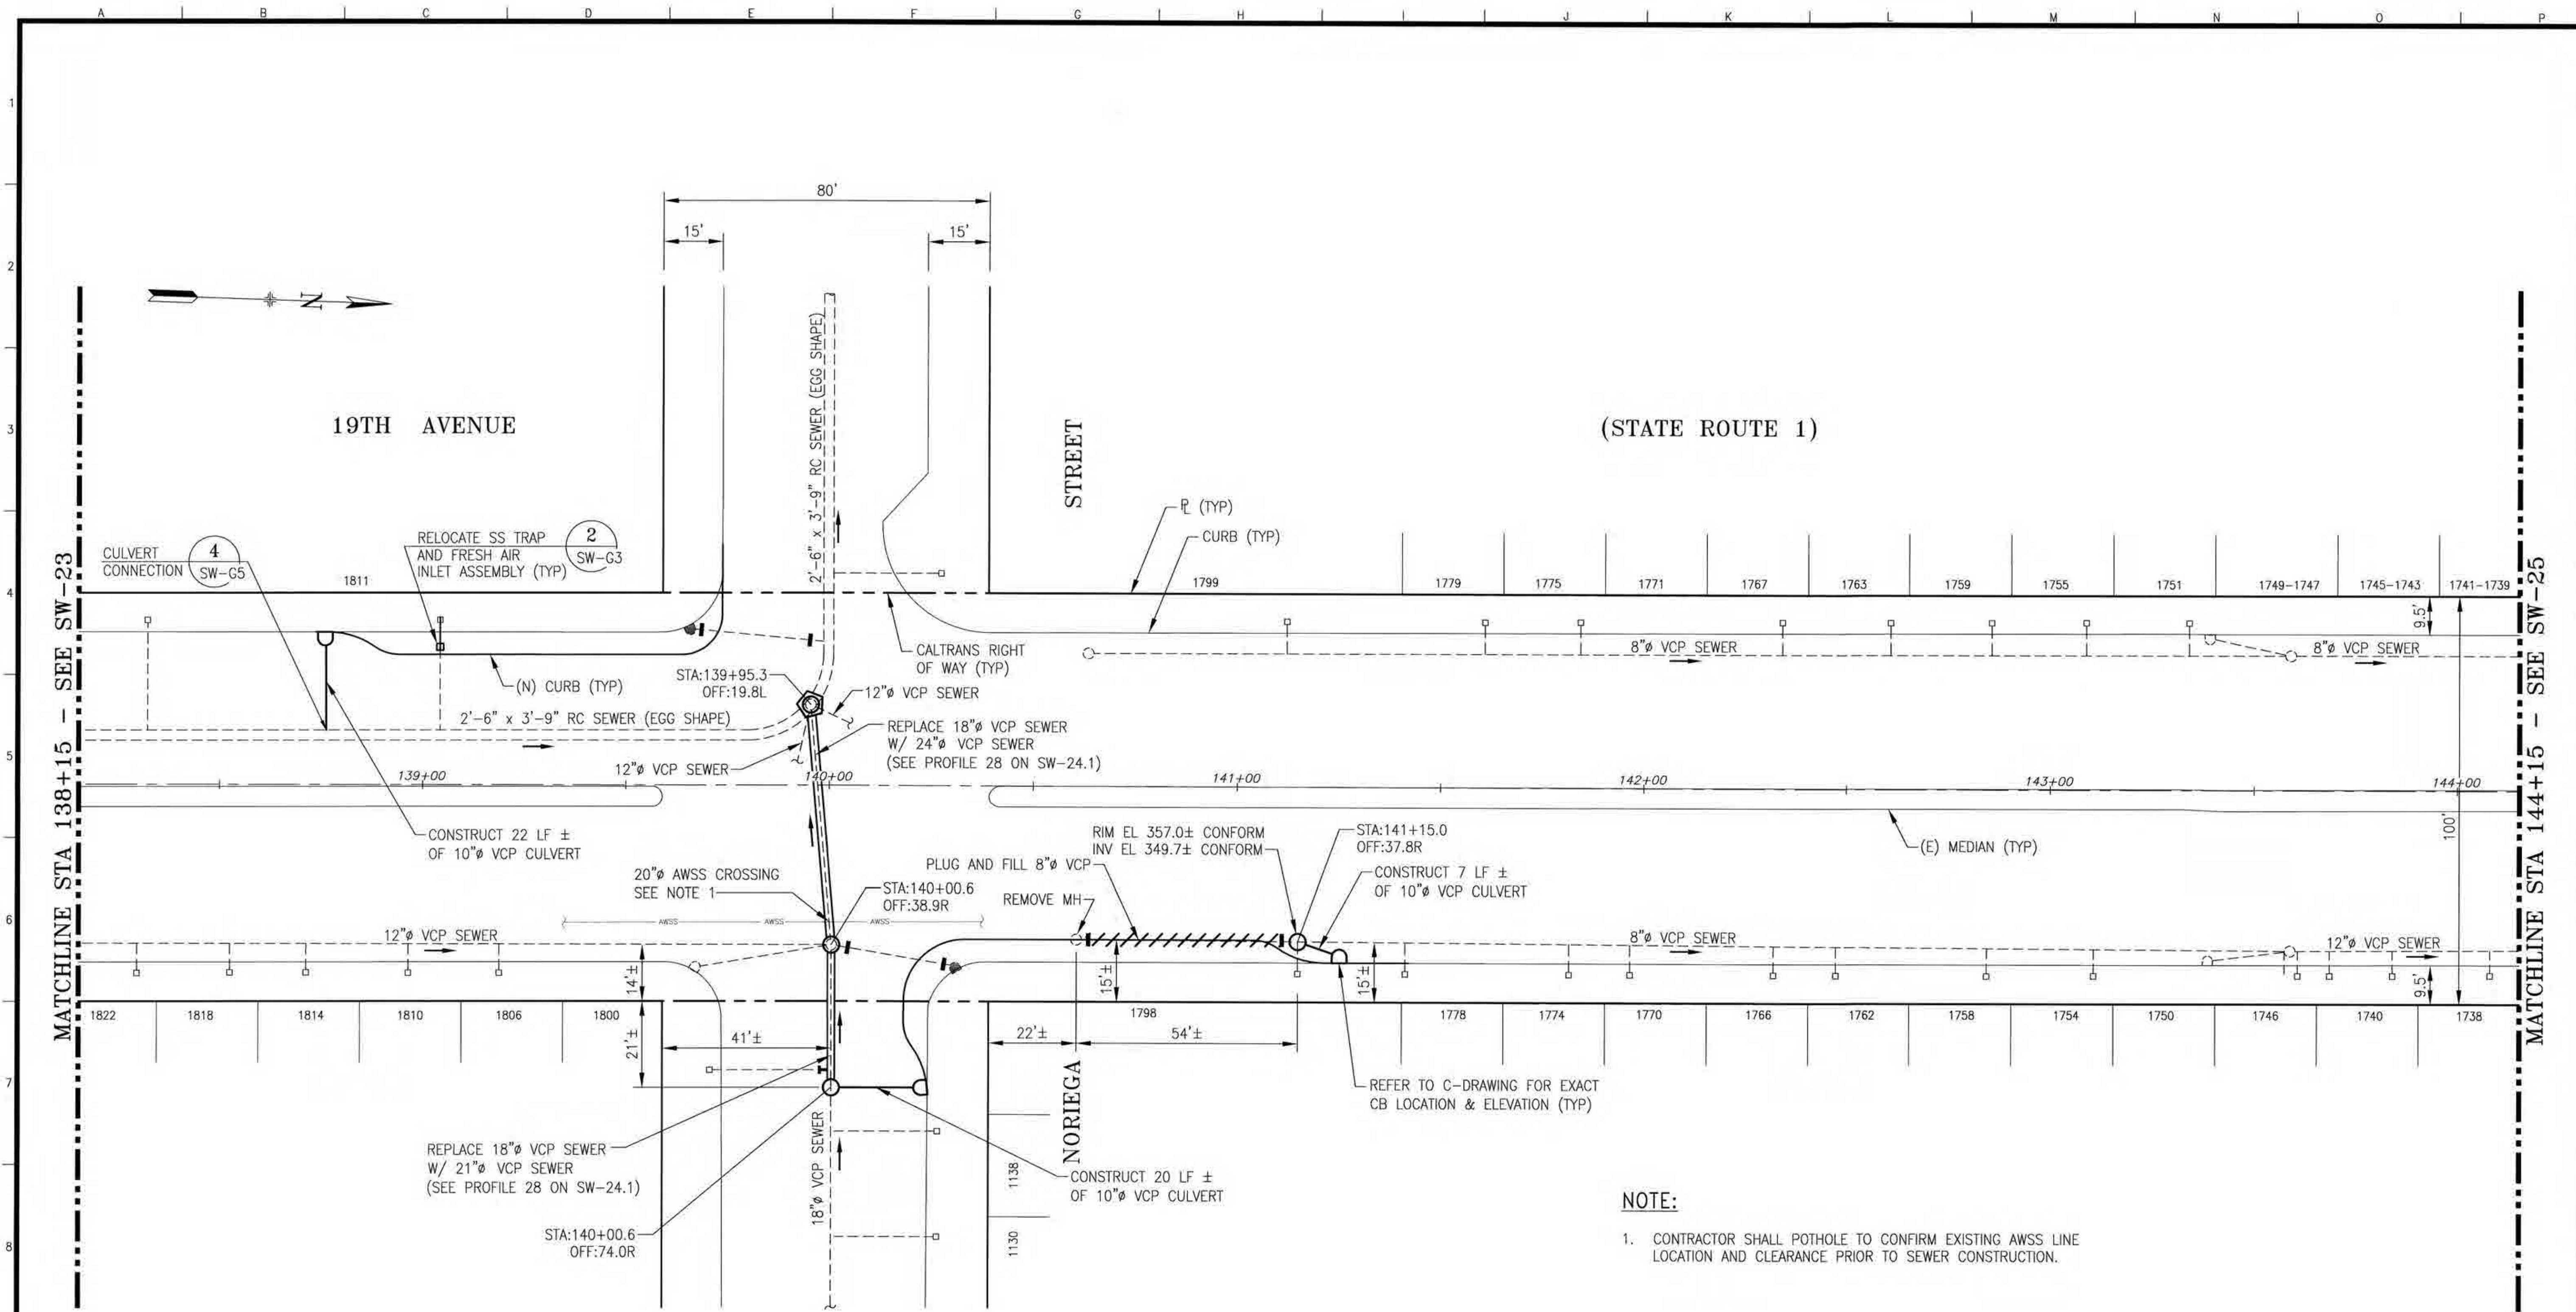 A B C D E F G H J K L M N O P
1
2
3
4
5
6
7
8
80'
15'
15'
N
19TH AVENUE
STREET
(STATE ROUTE 1)
2'-6" x 3'-9" RC SEWER (EGG SHAPE)
MATCHLINE STA 138+15 - SEE SW-23
CULVERT
CONNECTION
4
SW-G5
RELOCATE SS TRAP
AND FRESH AIR
INLET ASSEMBLY (TYP)
2
SW-G3
1811
℄ (TYP)
CURB (TYP)
1799
1779
1775
1771
1767
1763
1759
1755
1751
1749-1747
1745-1743
1741-1739
9.5'
(N) CURB (TYP)
CALTRANS RIGHT
OF WAY (TYP)
STA:139+95.3
OFF:19.8L
12"ø VCP SEWER
8"ø VCP SEWER
8"ø VCP SEWER
2'-6" x 3'-9" RC SEWER (EGG SHAPE)
REPLACE 18"ø VCP SEWER
W/ 24"ø VCP SEWER
(SEE PROFILE 28 ON SW-24.1)
12"ø VCP SEWER
139+00
140+00
141+00
142+00
143+00
144+00
MATCHLINE STA 144+15 - SEE SW-25
100'
CONSTRUCT 22 LF ±
OF 10"ø VCP CULVERT
RIM EL 357.0± CONFORM
INV EL 349.7± CONFORM
STA:141+15.0
OFF:37.8R
(E) MEDIAN (TYP)
PLUG AND FILL 8"ø VCP
CONSTRUCT 7 LF ±
OF 10"ø VCP CULVERT
20"ø AWSS CROSSING
SEE NOTE 1
STA:140+00.6
OFF:38.9R
REMOVE MH
AWSS AWSS AWSS
12"ø VCP SEWER
8"ø VCP SEWER
12"ø VCP SEWER
14'±
15'±
15'±
9.5'
1822
1818
1814
1810
1806
1800
1798
1778
1774
1770
1766
1762
1758
1754
1750
1746
1740
1738
21'±
41'±
22'±
54'±
NORIEGA
REFER TO C-DRAWING FOR EXACT
CB LOCATION & ELEVATION (TYP)
REPLACE 18"ø VCP SEWER
W/ 21"ø VCP SEWER
(SEE PROFILE 28 ON SW-24.1)
18"ø VCP SEWER
1138
1130
CONSTRUCT 20 LF ±
OF 10"ø VCP CULVERT
STA:140+00.6
OFF:74.0R
NOTE:
1. CONTRACTOR SHALL POTHOLE TO CONFIRM EXISTING AWSS LINE
LOCATION AND CLEARANCE PRIOR TO SEWER CONSTRUCTION.